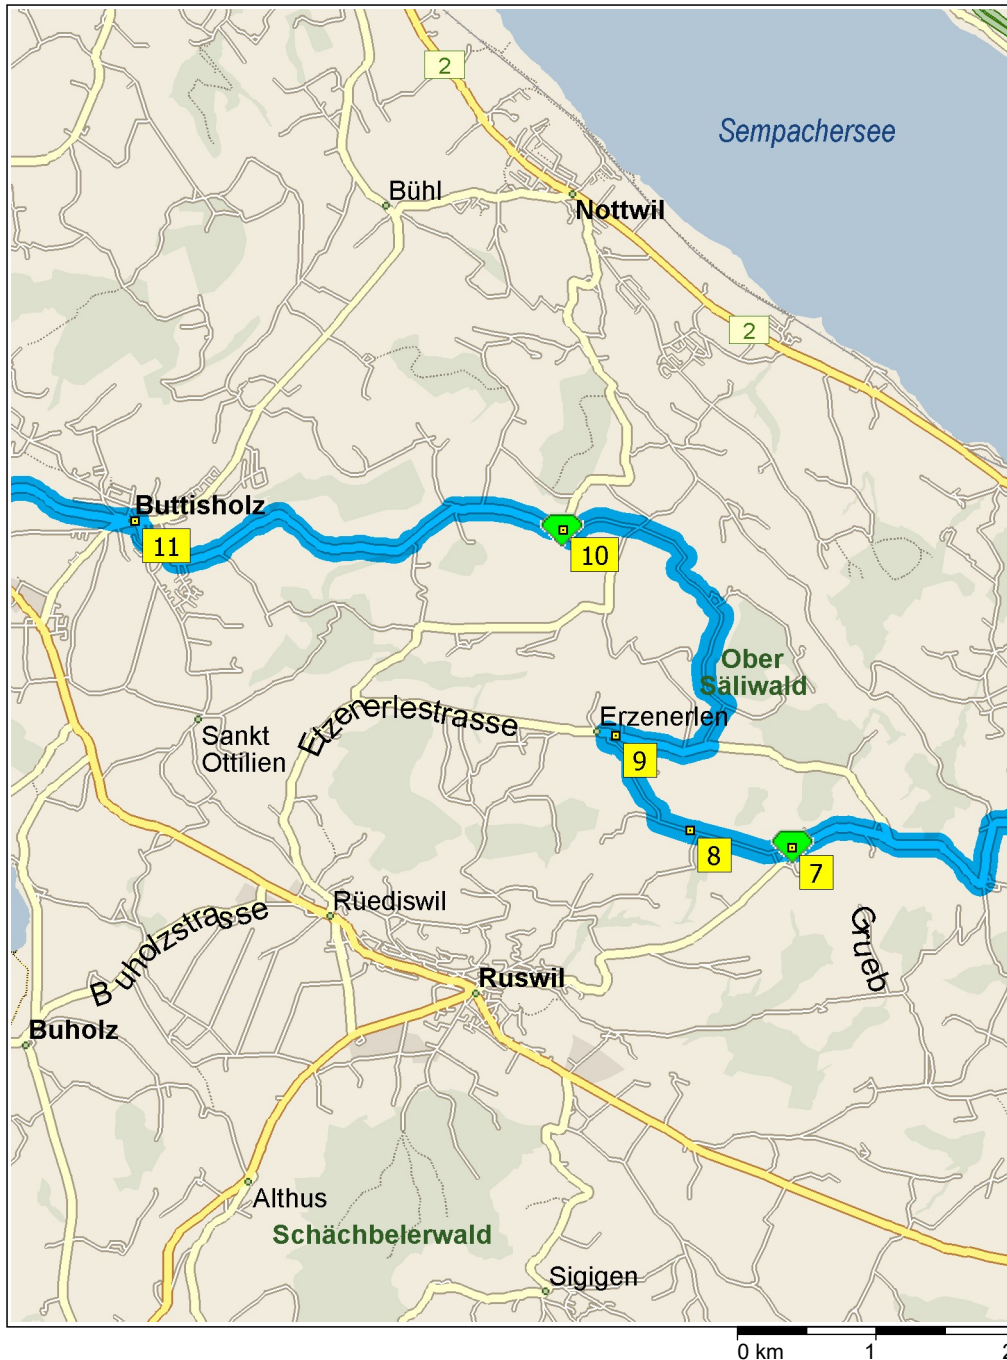 2
Sempachersee
Bühl
Nottwil
2
Buttisholz
11
10
Ober
Säliwald
Etzenerlestrasse
Erzenerlen
Sankt
Ottilien
9
8
7
Rüediswil
Buholzstrasse
Grueb
Ruswil
Buholz
Althus
Schächbelerwald
Sigigen
0 km 1 2